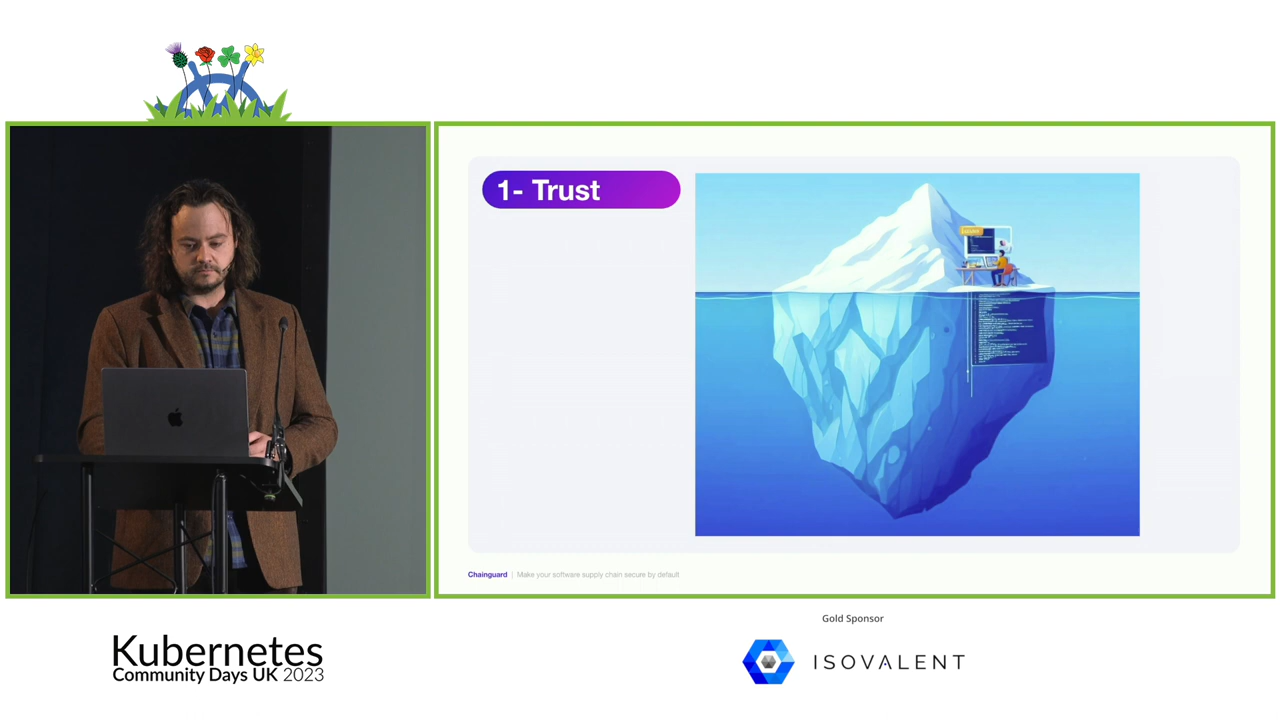 1- Trust
Chainguard | Make your software supply chain secure by default
Gold Sponsor
Kubernetes
Community Days UK 2023
ISOVALENT